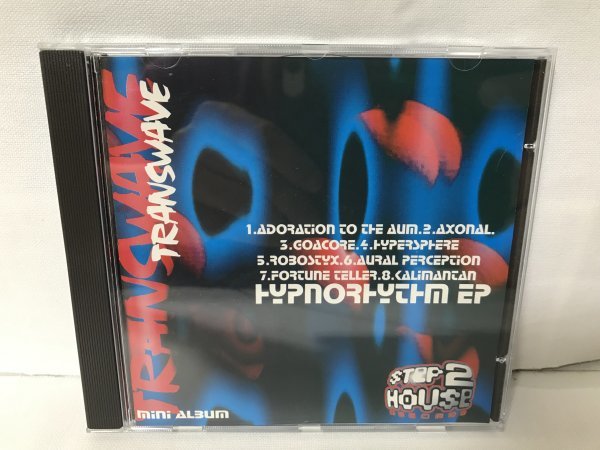 TRANSWAVE
TRANSWAVE
1.ADORATION TO THE AUM.2.AXONAL.
3.GOACORE.4.HYPERSPHERE
5.ROBOSTYX.6.AURAL PERCEPTION
7.FORTUNE TELLER.8.KALIMANTAN
HYPNORHYTHM EP
STEP 2
HOUSE
RECORDS
MINI ALBUM